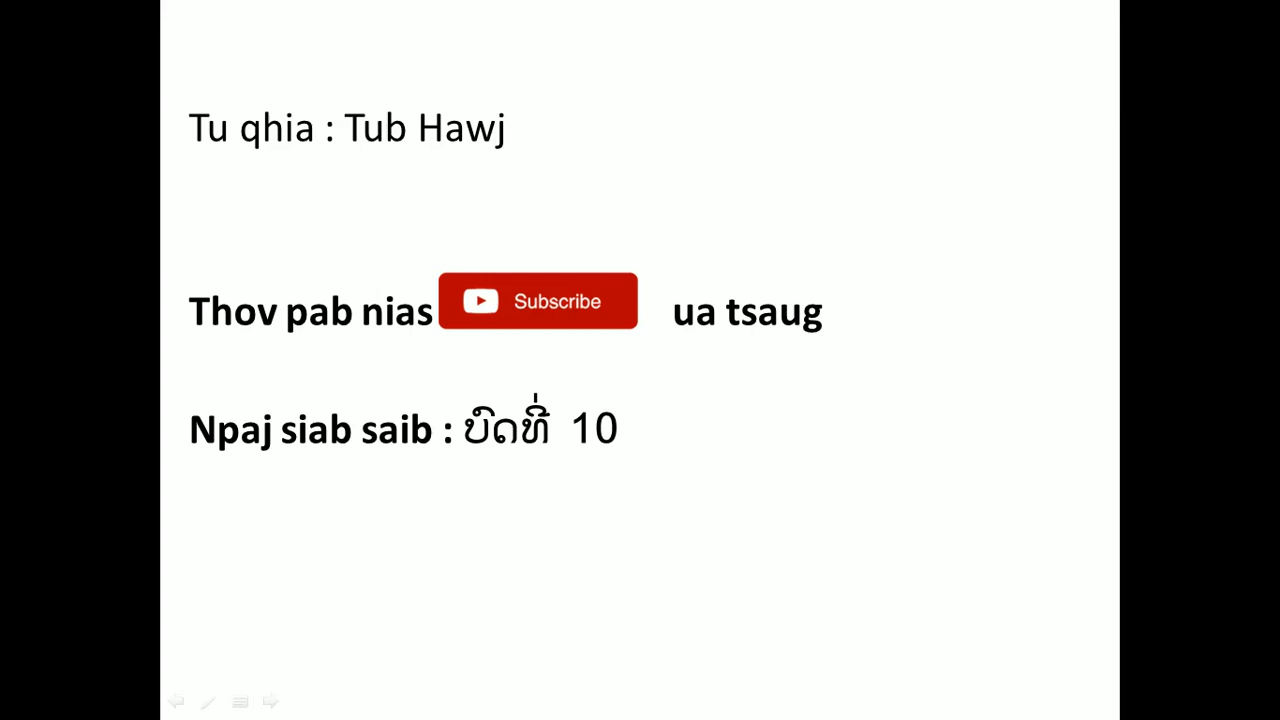 Tu qhia : Tub Hawj
Thov pab nias Subscribe ua tsaug
Npaj siab saib : ບົດທີ່ 10